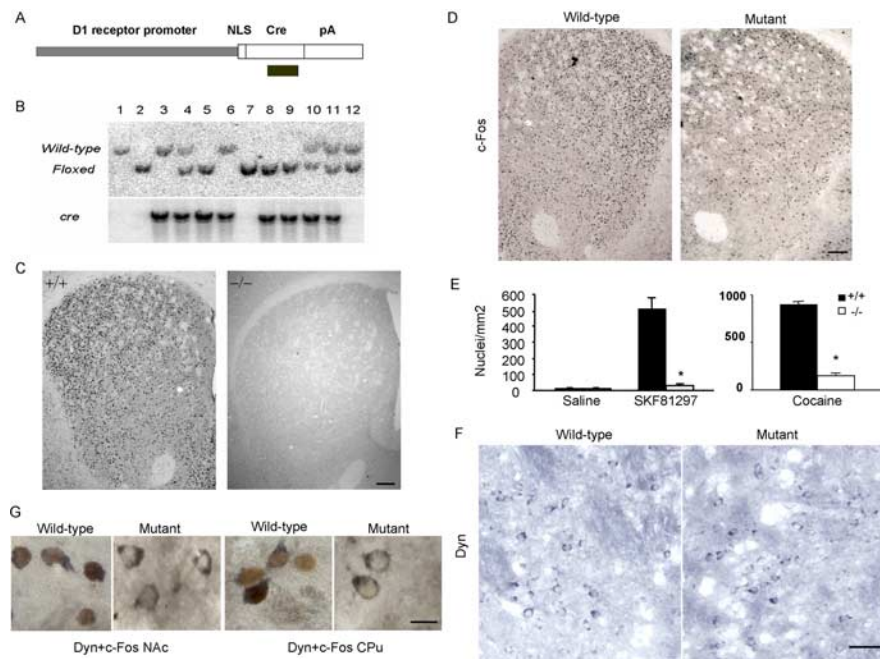 A
D1 receptor promoter NLS Cre pA
B
1 2 3 4 5 6 7 8 9 10 11 12
Wild-type
Floxed
cre
C
+/+
-/-
D
Wild-type Mutant
c-Fos
E
600
500
400
300
200
100
0
Nuclei/mm2
*
Saline SKF81297
1000
500
0
*
Cocaine
+/+
-/-
F
Wild-type Mutant
Dyn
G
Wild-type Mutant Wild-type Mutant
Dyn+c-Fos NAc Dyn+c-Fos CPu